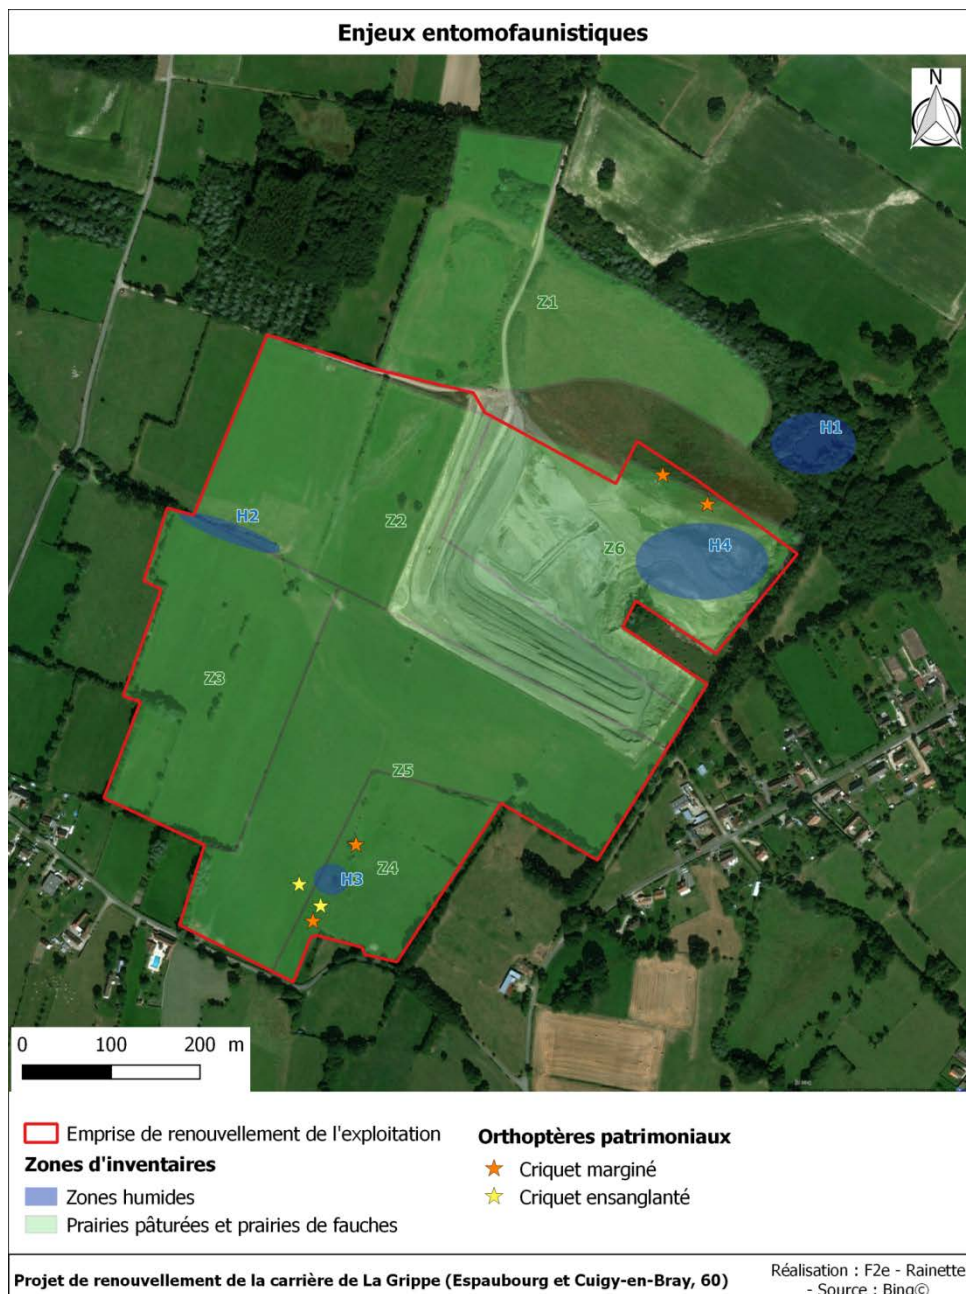 Enjeux entomofaunistiques
N
Z1
H1
H2
Z2
Z6
H4
Z3
Z5
Z4
H3
0 100 200 m
Emprise de renouvellement de l'exploitation
Zones d'inventaires
Zones humides
Prairies pâturées et prairies de fauches
Orthoptères patrimoniaux
Criquet marginé
Criquet ensanglanté
Projet de renouvellement de la carrière de La Grippe (Espaubourg et Cuigy-en-Bray, 60)
Réalisation : F2e - Rainette
- Source : Bing©